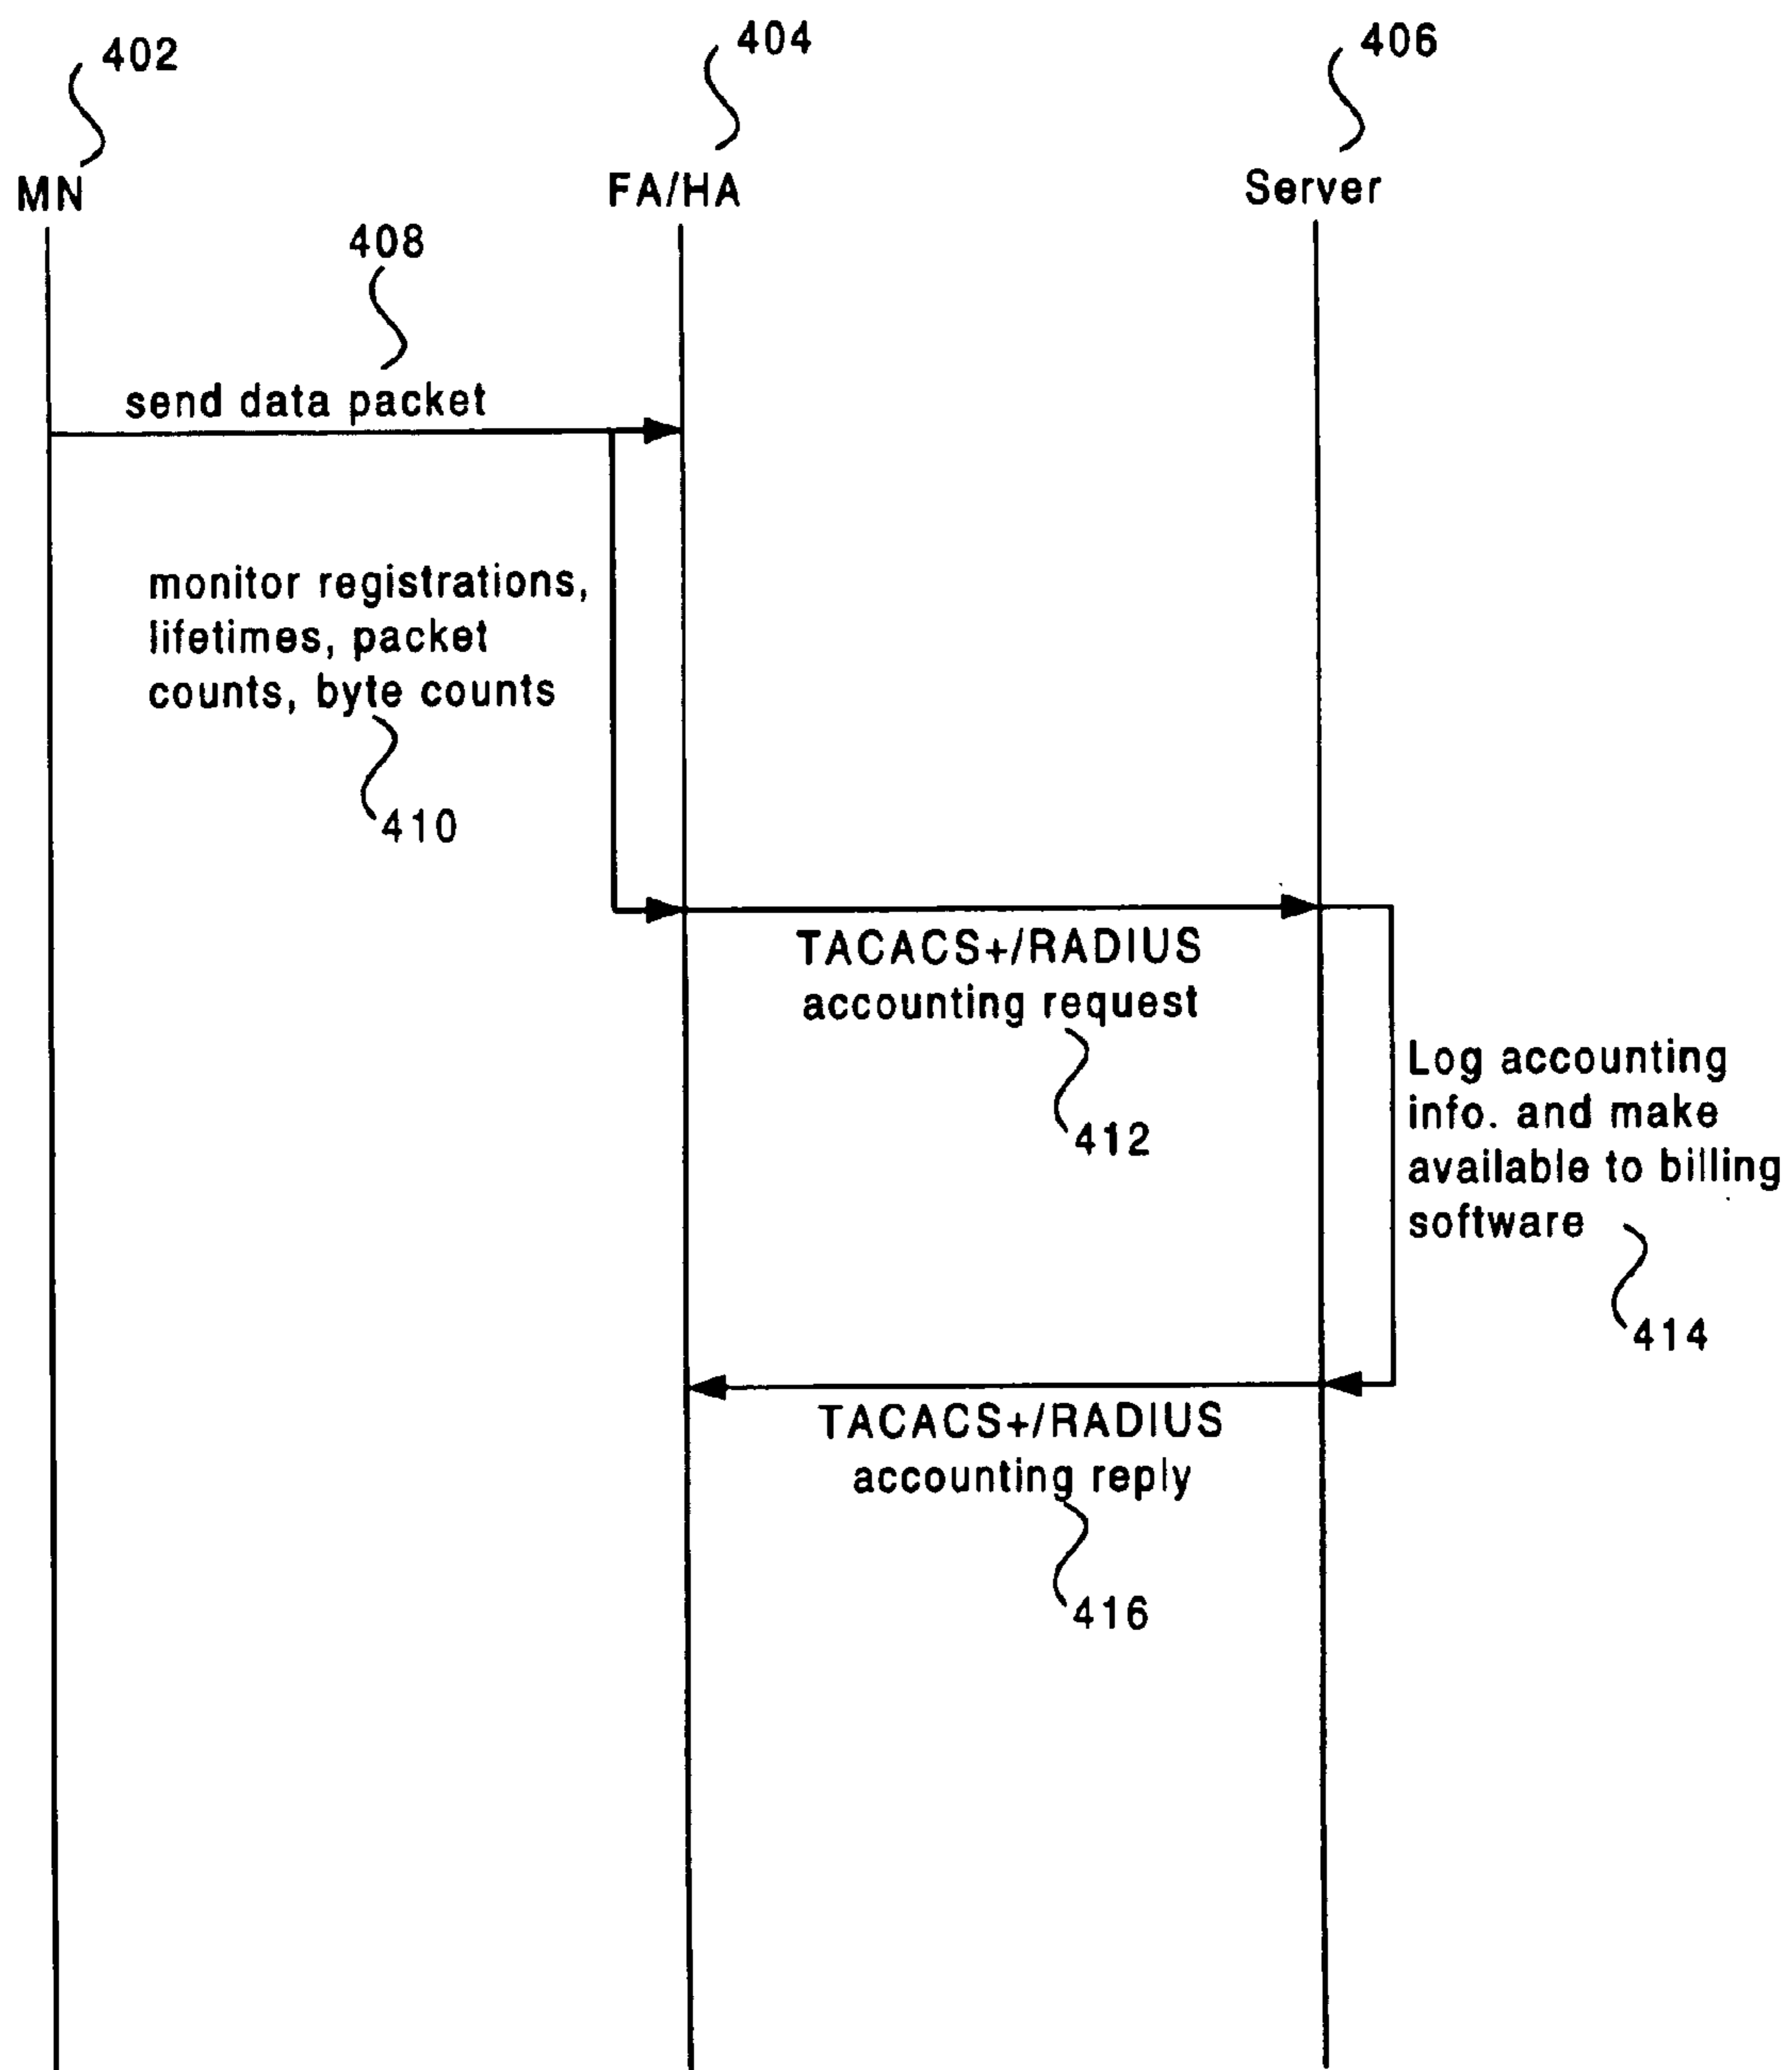 402
404
406
MN
FA/HA
Server
408
send data packet
monitor registrations,
lifetimes, packet
counts, byte counts
410
TACACS+/RADIUS
accounting request
412
Log accounting
info. and make
available to billing
software
414
TACACS+/RADIUS
accounting reply
416